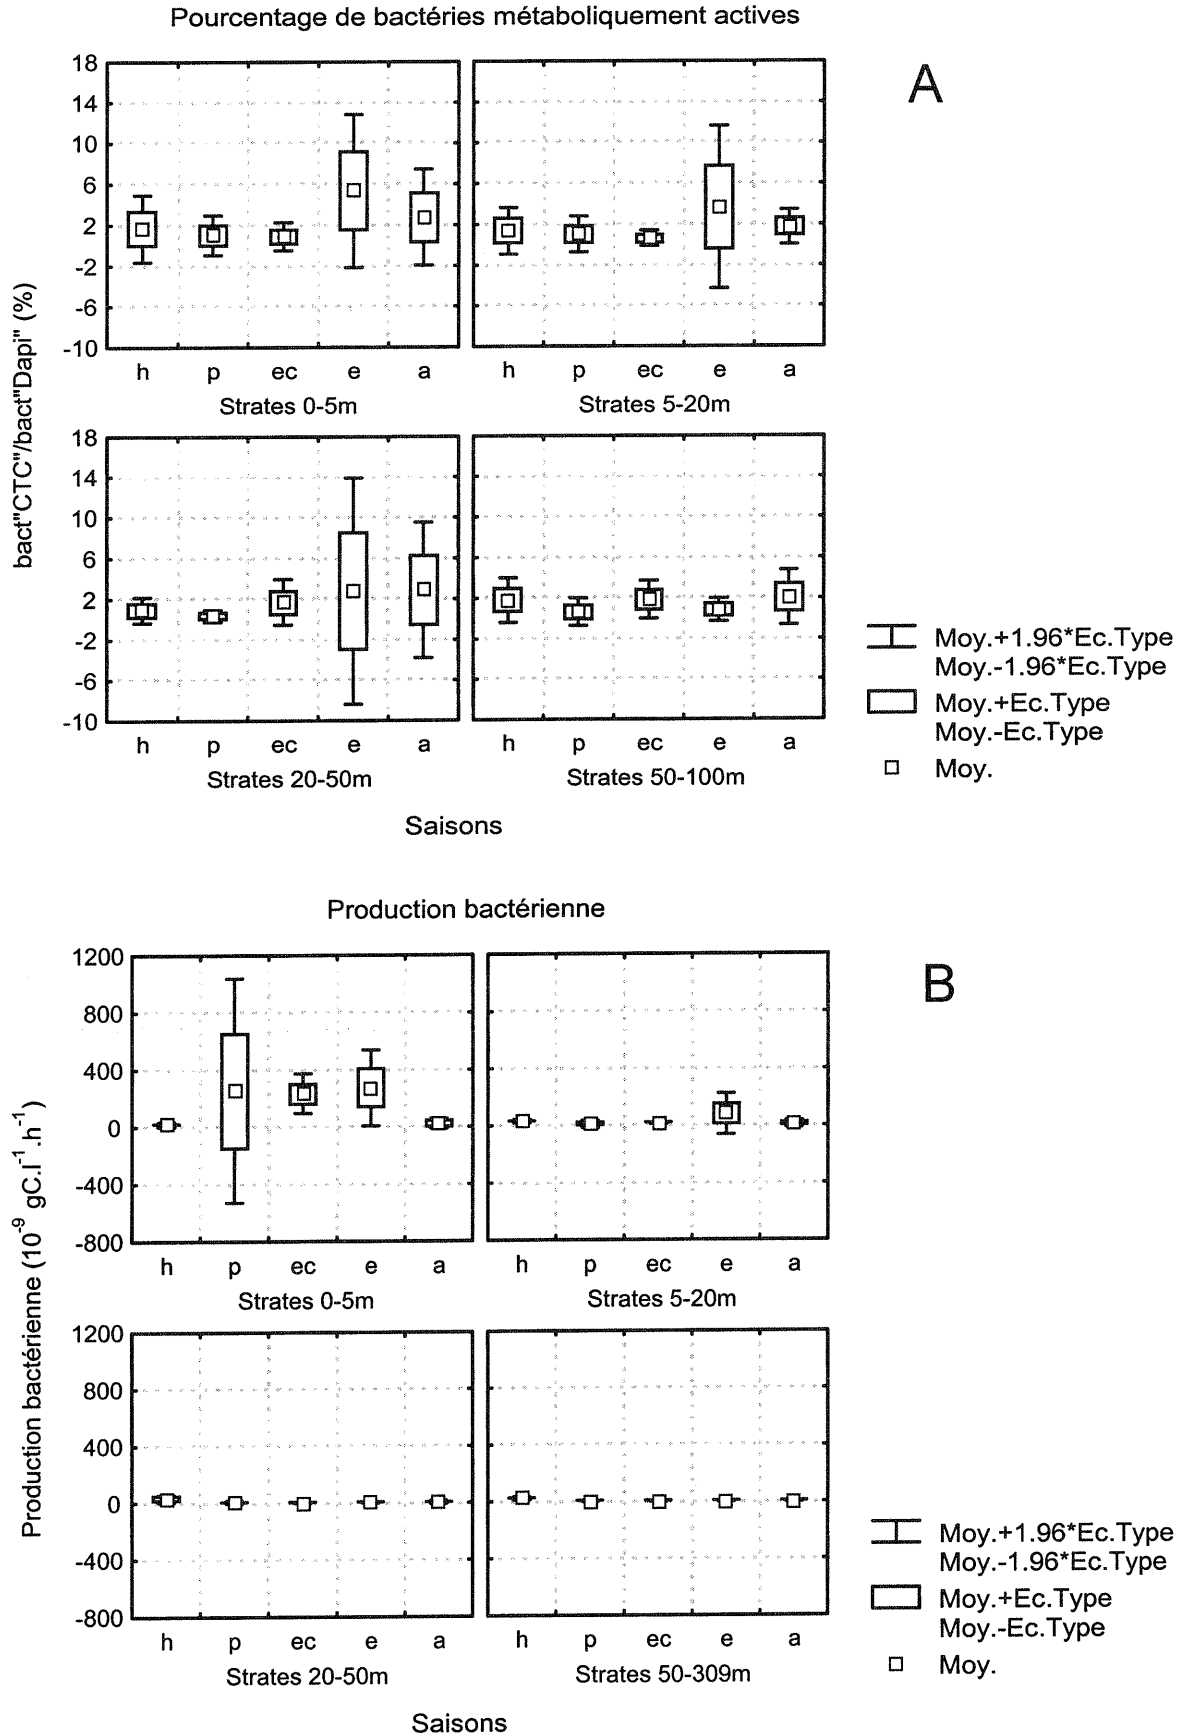 Pourcentage de bactéries métaboliquement actives
A
18
14
10
6
2
-2
-6
-10
h p ec e a
h p ec e a
Strates 0-5m
Strates 5-20m
bact"CTC"/bact"Dapi" (%)
18
14
10
6
2
-2
-6
-10
h p ec e a
h p ec e a
Strates 20-50m
Strates 50-100m
Saisons
Moy.+1.96*Ec.Type
Moy.-1.96*Ec.Type
Moy.+Ec.Type
Moy.-Ec.Type
Moy.
Production bactérienne
B
1200
800
400
0
-400
-800
h p ec e a
h p ec e a
Strates 0-5m
Strates 5-20m
Production bactérienne (10⁻⁹ gC.l⁻¹.h⁻¹)
1200
800
400
0
-400
-800
h p ec e a
h p ec e a
Strates 20-50m
Strates 50-309m
Saisons
Moy.+1.96*Ec.Type
Moy.-1.96*Ec.Type
Moy.+Ec.Type
Moy.-Ec.Type
Moy.